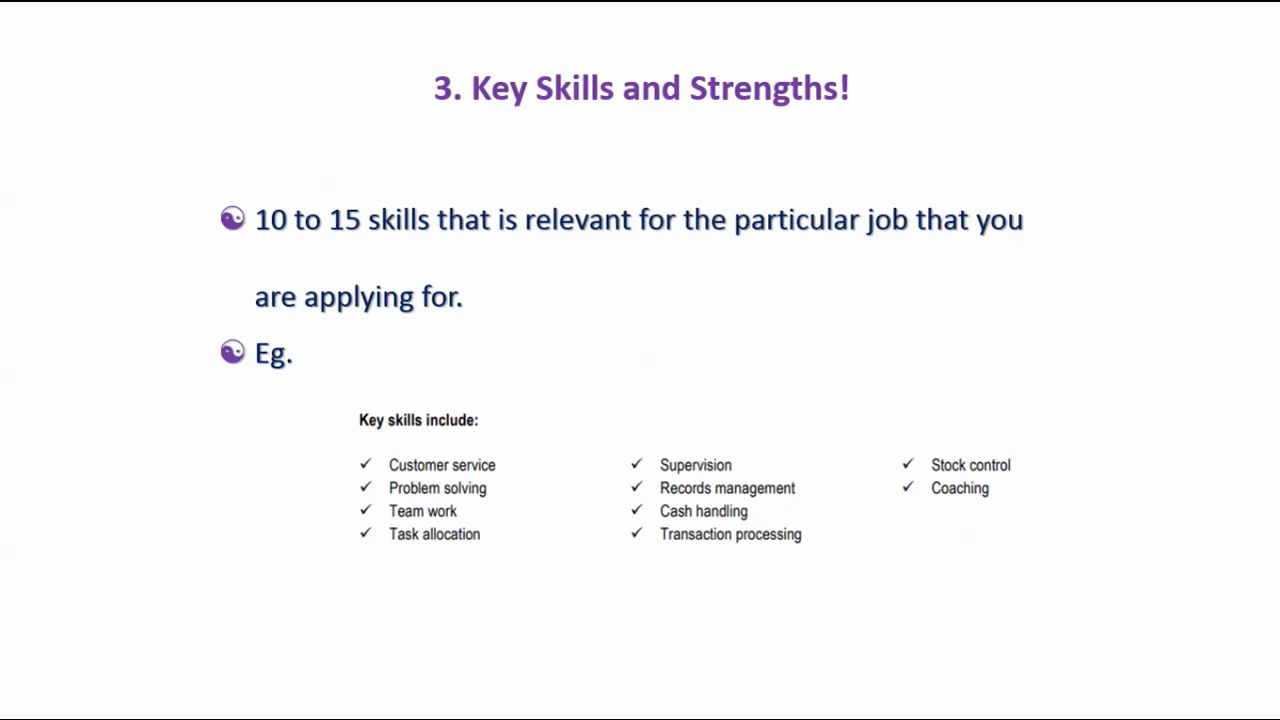 3. Key Skills and Strengths!
10 to 15 skills that is relevant for the particular job that you
are applying for.
Eg.
Key skills include:
✓ Customer service
✓ Problem solving
✓ Team work
✓ Task allocation
✓ Supervision
✓ Records management
✓ Cash handling
✓ Transaction processing
✓ Stock control
✓ Coaching